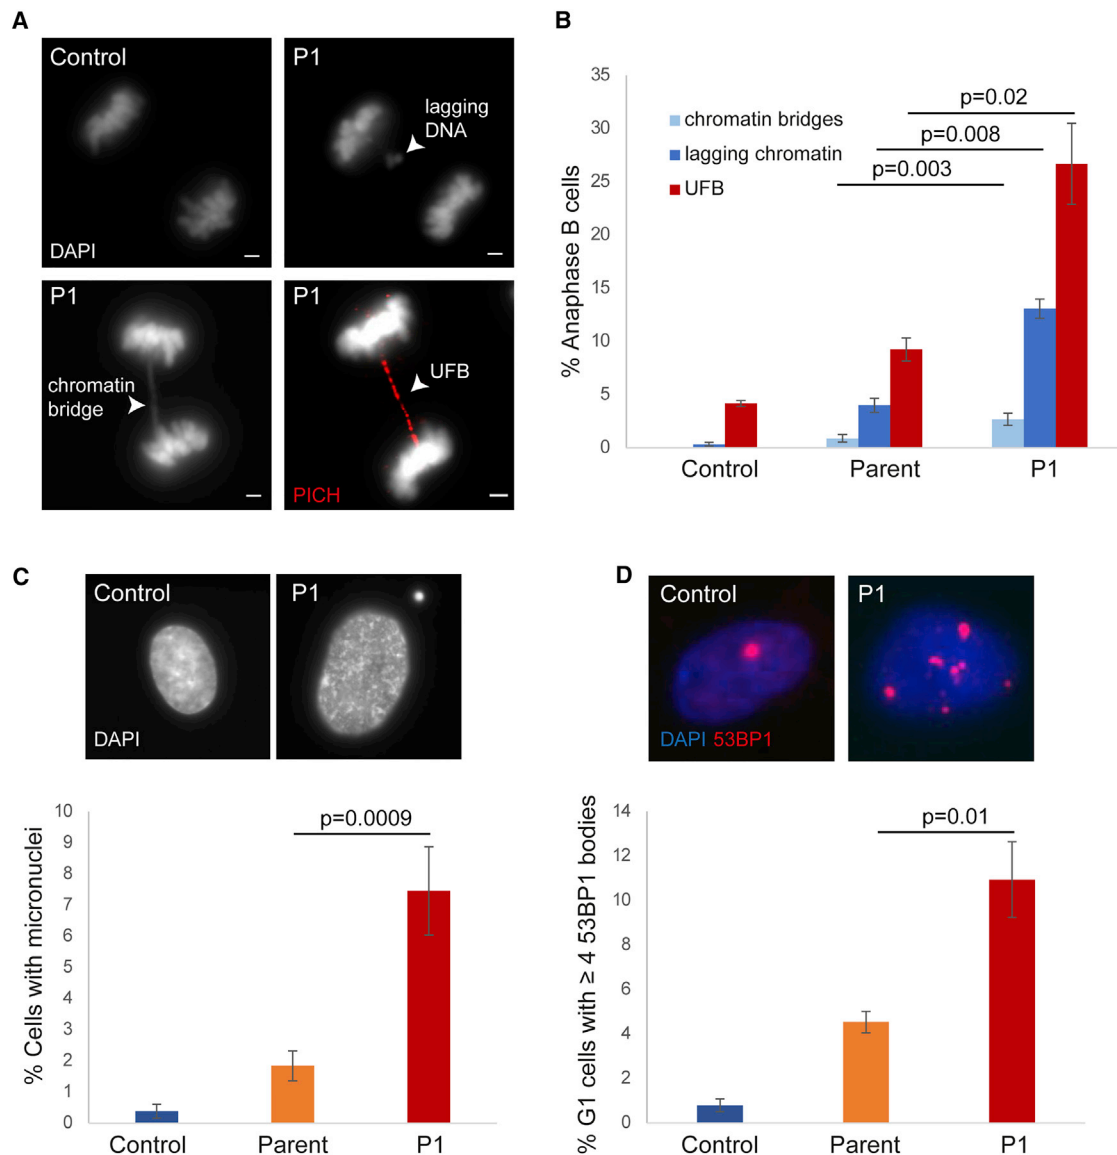 A
Control
DAPI
P1
lagging
DNA
P1
chromatin
bridge
P1
UFB
PICH
B
% Anaphase B cells
35
30
25
20
15
10
5
0
chromatin bridges
lagging chromatin
UFB
p=0.02
p=0.008
p=0.003
Control
Parent
P1
C
Control
DAPI
P1
% Cells with micronuclei
10
9
8
7
6
5
4
3
2
1
0
p=0.0009
Control
Parent
P1
D
Control
DAPI 53BP1
P1
% G1 cells with ≥ 4 53BP1 bodies
14
12
10
8
6
4
2
0
p=0.01
Control
Parent
P1